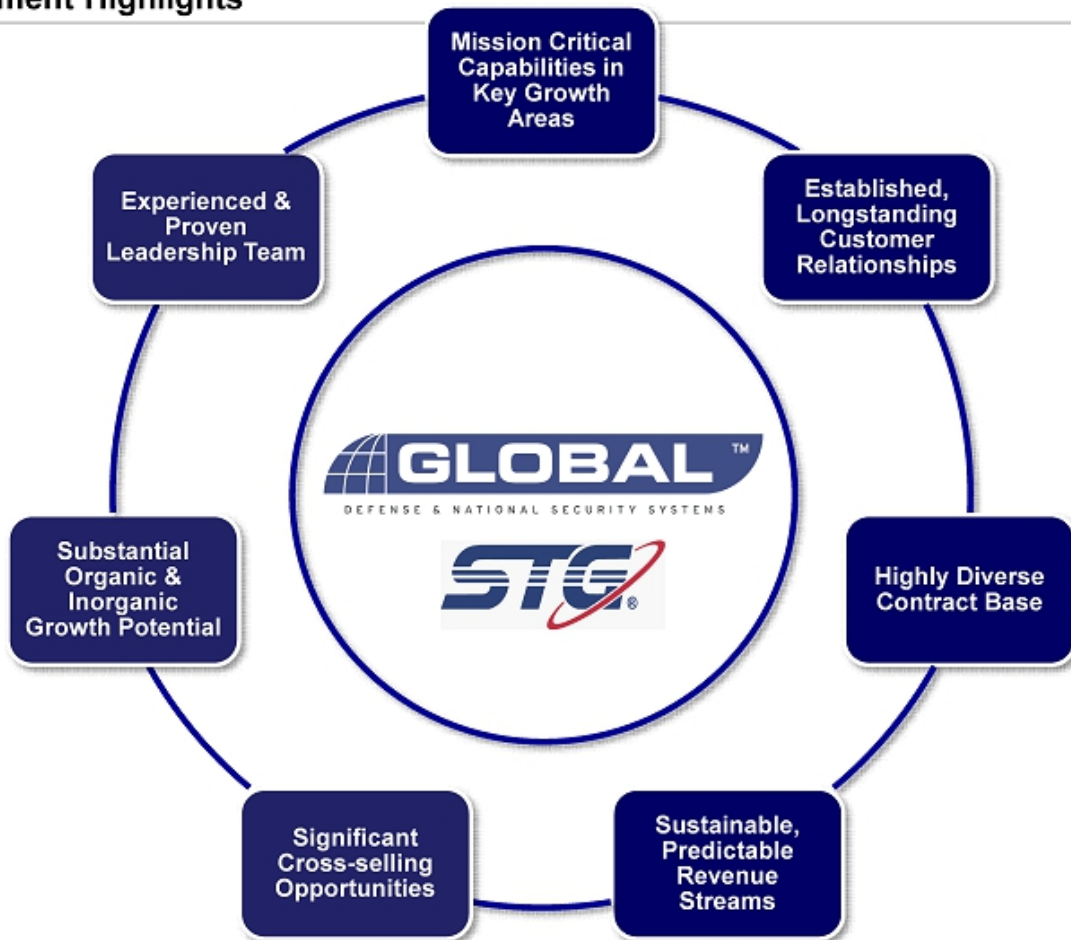 Highlights
Mission Critical
Capabilities in
Key Growth
Areas
Experienced &
Proven
Leadership Team
Established,
Longstanding
Customer
Relationships
GLOBAL ™
DEFENSE & NATIONAL SECURITY SYSTEMS
STG®
Substantial
Organic &
Inorganic
Growth Potential
Highly Diverse
Contract Base
Significant
Cross-selling
Opportunities
Sustainable,
Predictable
Revenue
Streams